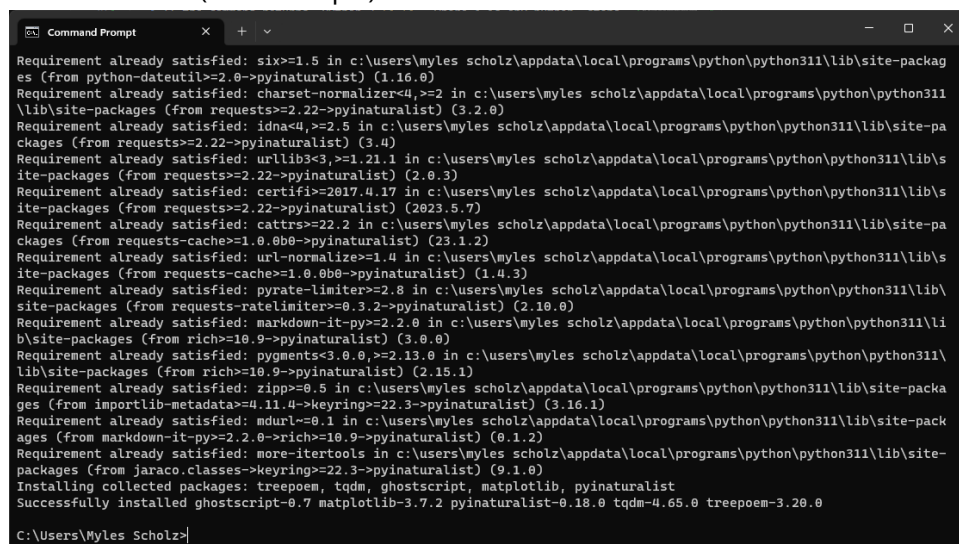 Command Prompt
Requirement already satisfied: six>=1.5 in c:\users\myles scholz\appdata\local\programs\python\python311\lib\site-packag
es (from python-dateutil>=2.0->pyinaturalist) (1.16.0)
Requirement already satisfied: charset-normalizer<4,>=2 in c:\users\myles scholz\appdata\local\programs\python\python311
\lib\site-packages (from requests>=2.22->pyinaturalist) (3.2.0)
Requirement already satisfied: idna<4,>=2.5 in c:\users\myles scholz\appdata\local\programs\python\python311\lib\site-pa
ckages (from requests>=2.22->pyinaturalist) (3.4)
Requirement already satisfied: urllib3<3,>=1.21.1 in c:\users\myles scholz\appdata\local\programs\python\python311\lib\s
ite-packages (from requests>=2.22->pyinaturalist) (2.0.3)
Requirement already satisfied: certifi>=2017.4.17 in c:\users\myles scholz\appdata\local\programs\python\python311\lib\s
ite-packages (from requests>=2.22->pyinaturalist) (2023.5.7)
Requirement already satisfied: cattrs>=22.2 in c:\users\myles scholz\appdata\local\programs\python\python311\lib\site-pa
ckages (from requests-cache>=1.0.0b0->pyinaturalist) (23.1.2)
Requirement already satisfied: url-normalize>=1.4 in c:\users\myles scholz\appdata\local\programs\python\python311\lib\s
ite-packages (from requests-cache>=1.0.0b0->pyinaturalist) (1.4.3)
Requirement already satisfied: pyrate-limiter>=2.8 in c:\users\myles scholz\appdata\local\programs\python\python311\lib\
site-packages (from requests-ratelimiter>=0.3.2->pyinaturalist) (2.10.0)
Requirement already satisfied: markdown-it-py>=2.2.0 in c:\users\myles scholz\appdata\local\programs\python\python311\li
b\site-packages (from rich>=10.9->pyinaturalist) (3.0.0)
Requirement already satisfied: pygments<3.0.0,>=2.13.0 in c:\users\myles scholz\appdata\local\programs\python\python311\
lib\site-packages (from rich>=10.9->pyinaturalist) (2.15.1)
Requirement already satisfied: zipp>=0.5 in c:\users\myles scholz\appdata\local\programs\python\python311\lib\site-packa
ges (from importlib-metadata>=4.11.4->keyring>=22.3->pyinaturalist) (3.16.1)
Requirement already satisfied: mdurl~=0.1 in c:\users\myles scholz\appdata\local\programs\python\python311\lib\site-pack
ages (from markdown-it-py>=2.2.0->rich>=10.9->pyinaturalist) (0.1.2)
Requirement already satisfied: more-itertools in c:\users\myles scholz\appdata\local\programs\python\python311\lib\site-
packages (from jaraco.classes->keyring>=22.3->pyinaturalist) (9.1.0)
Installing collected packages: treepoem, tqdm, ghostscript, matplotlib, pyinaturalist
Successfully installed ghostscript-0.7 matplotlib-3.7.2 pyinaturalist-0.18.0 tqdm-4.65.0 treepoem-3.20.0
C:\Users\Myles Scholz>